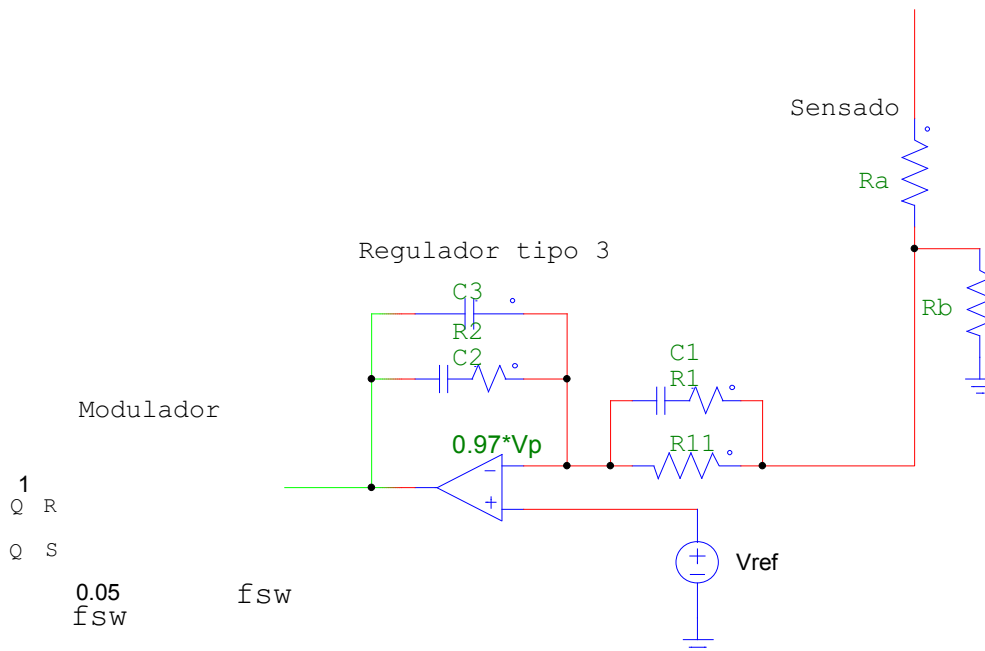 Sensado
Ra
Regulador tipo 3
C3
R2
Rb
C2
C1
R1
Modulador
0.97*Vp
R11
1
Q R
Q S
Vref
0.05
fsw
fsw